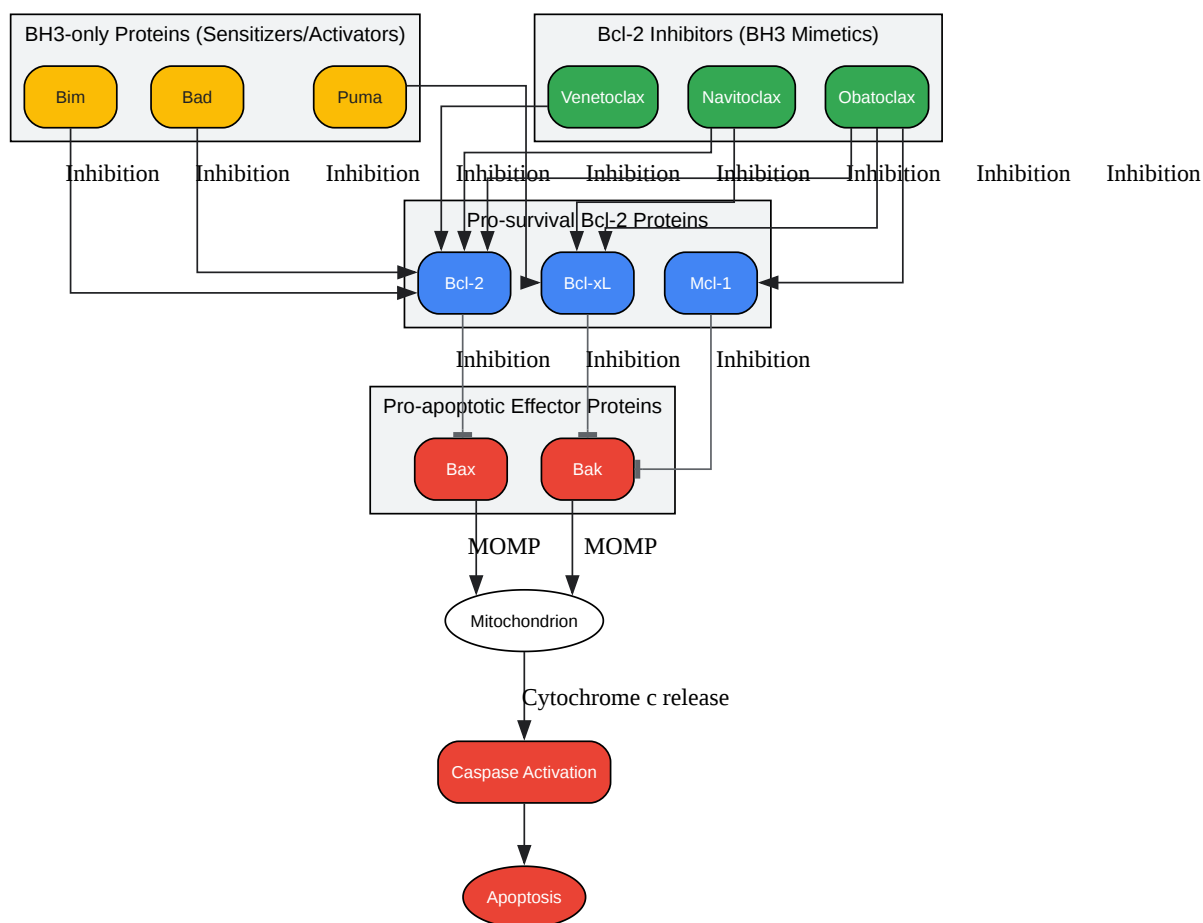 BH3-only Proteins (Sensitizers/Activators)
Bcl-2 Inhibitors (BH3 Mimetics)
Bim
Bad
Puma
Venetoclax
Navitoclax
Obatoclax
Inhibition
Inhibition
Inhibition
Inhibition
Inhibition
Inhibition
Inhibition
Inhibition
Inhibition
Pro-survival Bcl-2 Proteins
Bcl-2
Bcl-xL
Mcl-1
Inhibition
Inhibition
Inhibition
Pro-apoptotic Effector Proteins
Bax
Bak
MOMP
MOMP
Mitochondrion
Cytochrome c release
Caspase Activation
Apoptosis